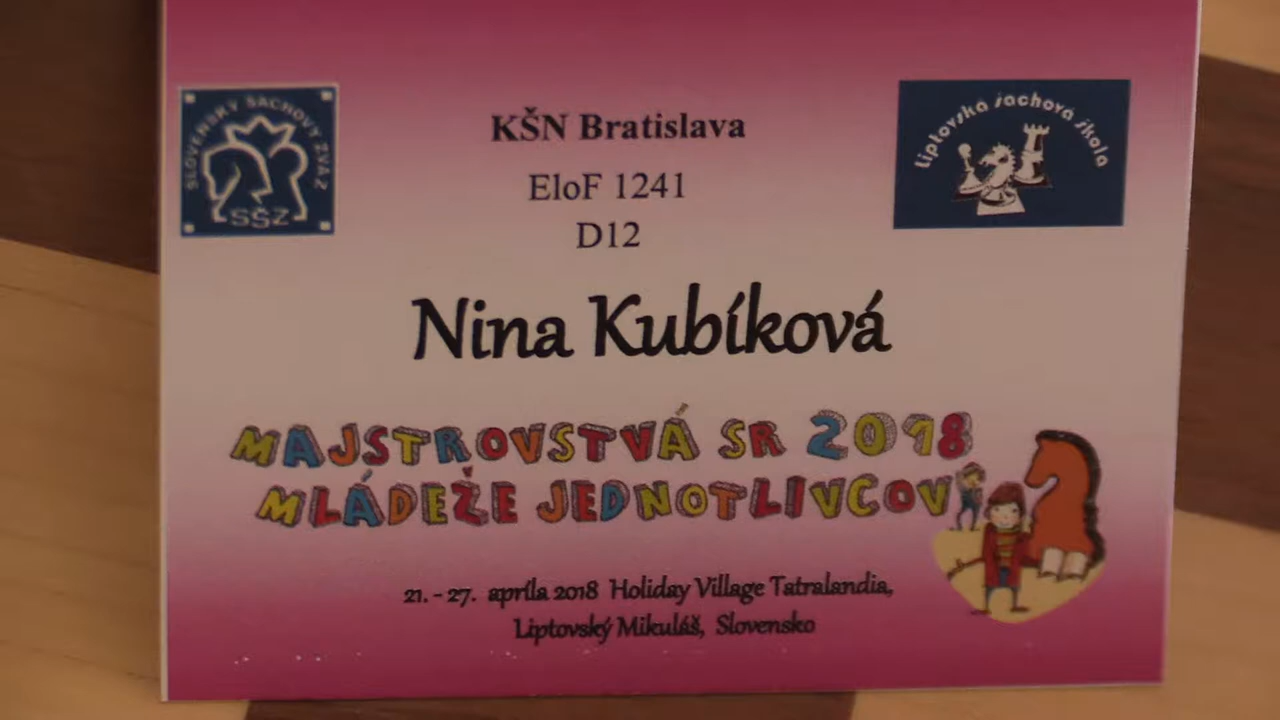 SLOVENSKÝ ŠACHOVÝ ZVÄZ
SŠZ
KŠN Bratislava
EloF 1241
D12
Liptovská šachová škola
Nina Kubíková
MAJSTROVSTVÁ SR 2018
MLÁDEŽE JEDNOTLIVCOV
21. - 27. apríla 2018 Holiday Village Tatralandia,
Liptovský Mikuláš, Slovensko